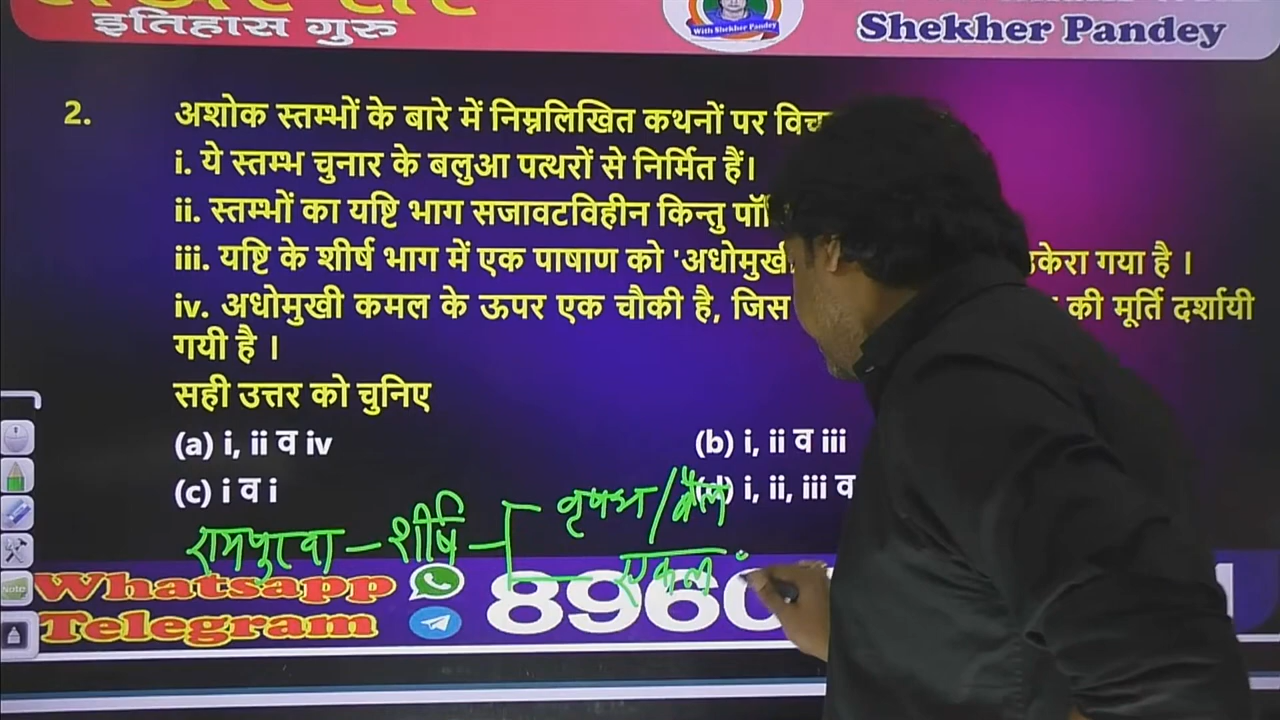 इतिहास गुरु
With Shekher Pandey
Shekher Pandey
2. अशोक स्तम्भों के बारे में निम्नलिखित कथनों पर
i. ये स्तम्भ चुनार के बलुआ पत्थरों से निर्मित हैं।
ii. स्तम्भों का यष्टि भाग सजावटविहीन किन्तु
iii. यष्टि के शीर्ष भाग में एक पाषाण को 'अधोमुखी उकेरा गया है ।
iv. अधोमुखी कमल के ऊपर एक चौकी है, जिस की मूर्ति दर्शायी
गयी है ।
सही उत्तर को चुनिए
(a) i, ii व iv (b) i, ii व iii
(c) i व i (d) i, ii, iii व
रामपुरवा – शीर्ष – वृषभ/बैल
एकल
Whatsapp 8960
Telegram
Note